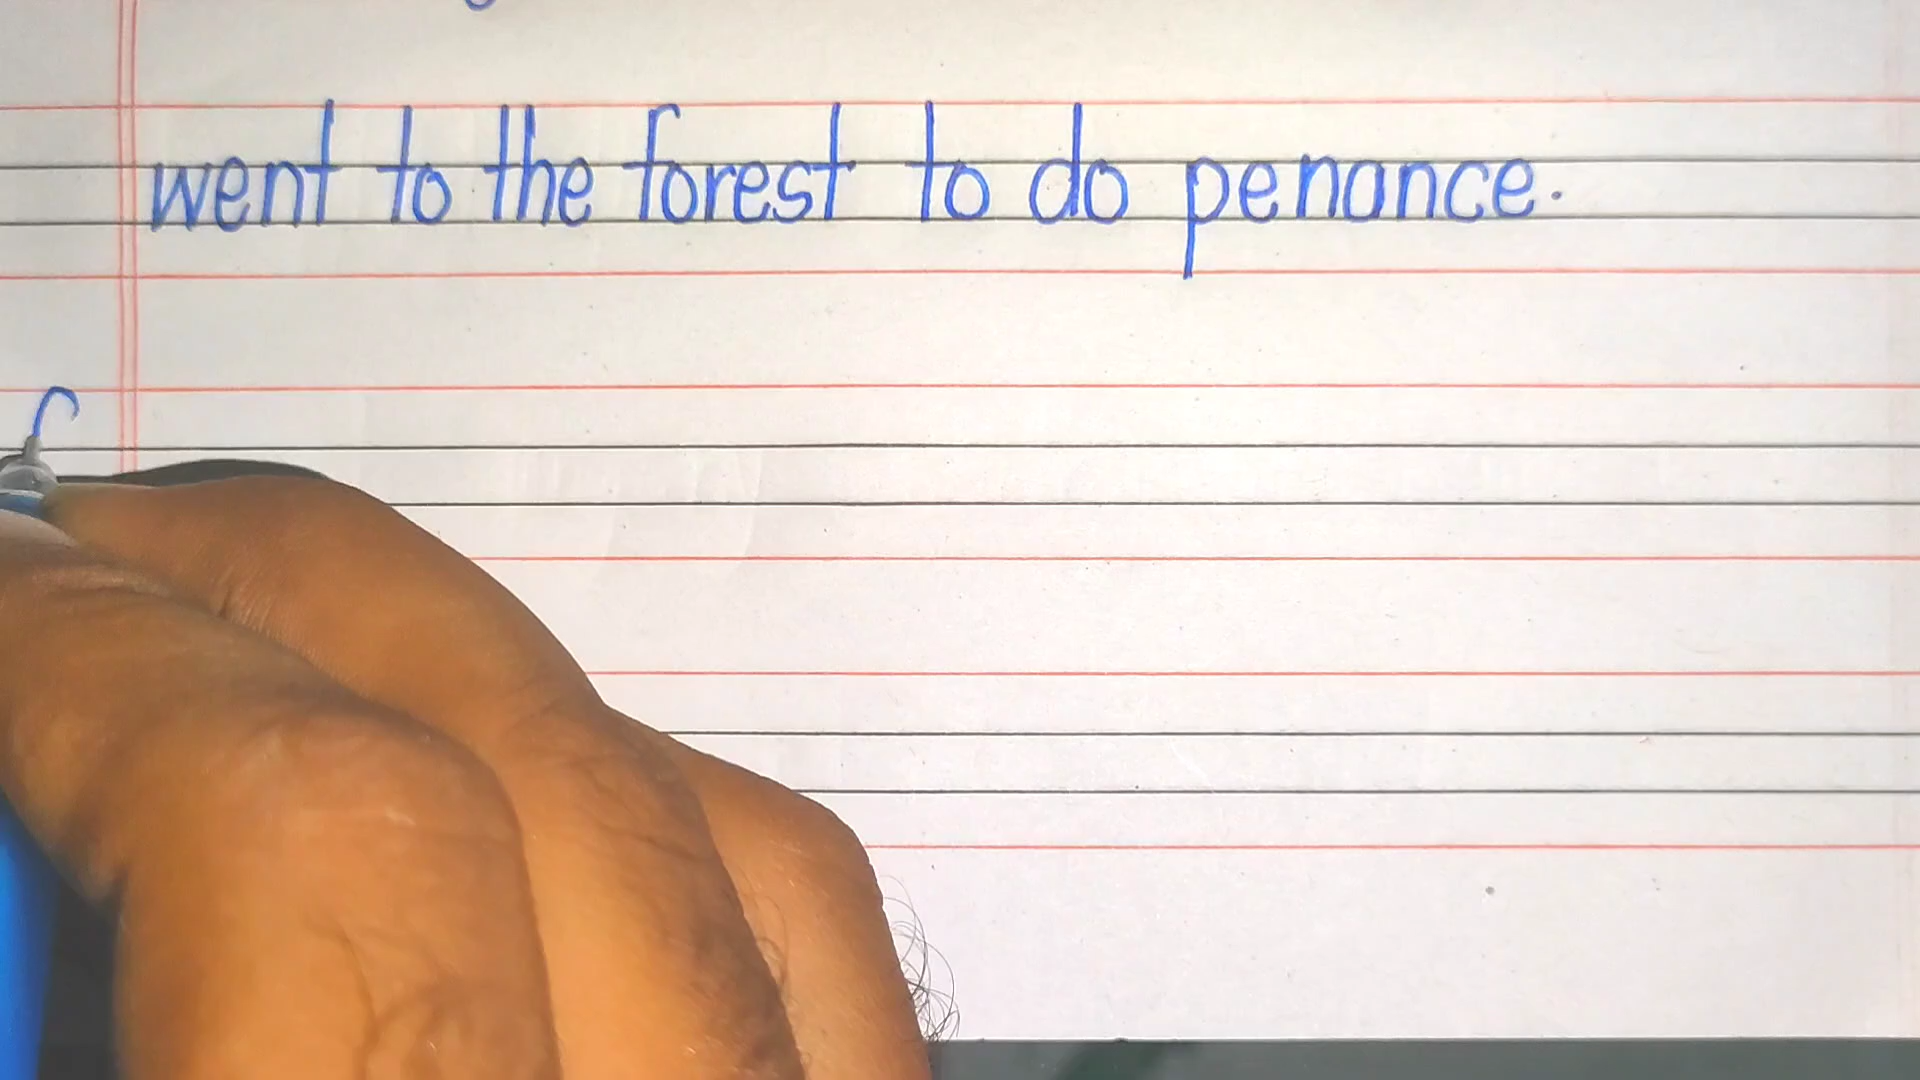 went to the forest to do penance.